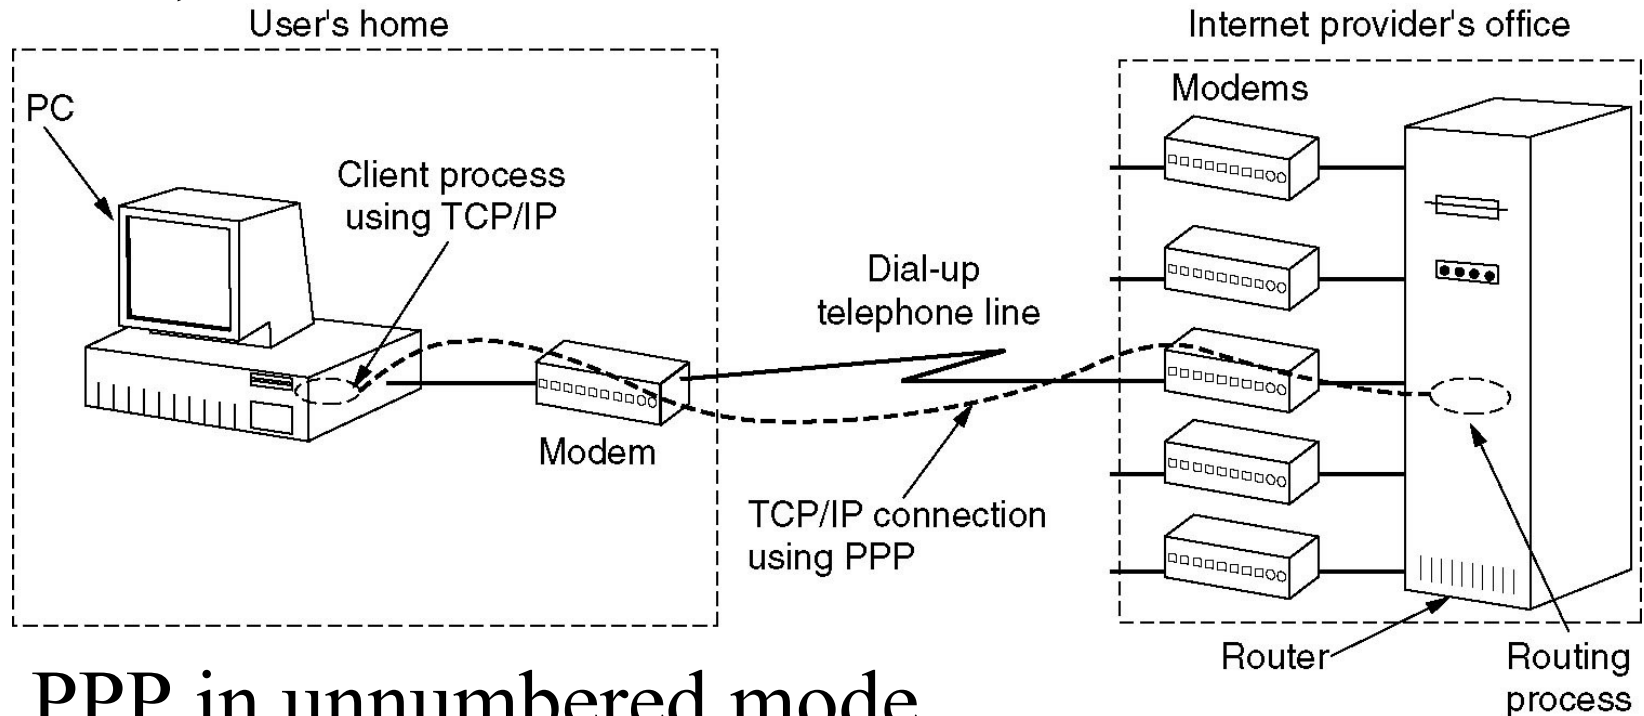 User's home
Internet provider's office
PC
Modems
Client process
using TCP/IP
Dial-up
telephone line
Modem
TCP/IP connection
using PPP
Router
Routing
process
PPP in unnumbered mode